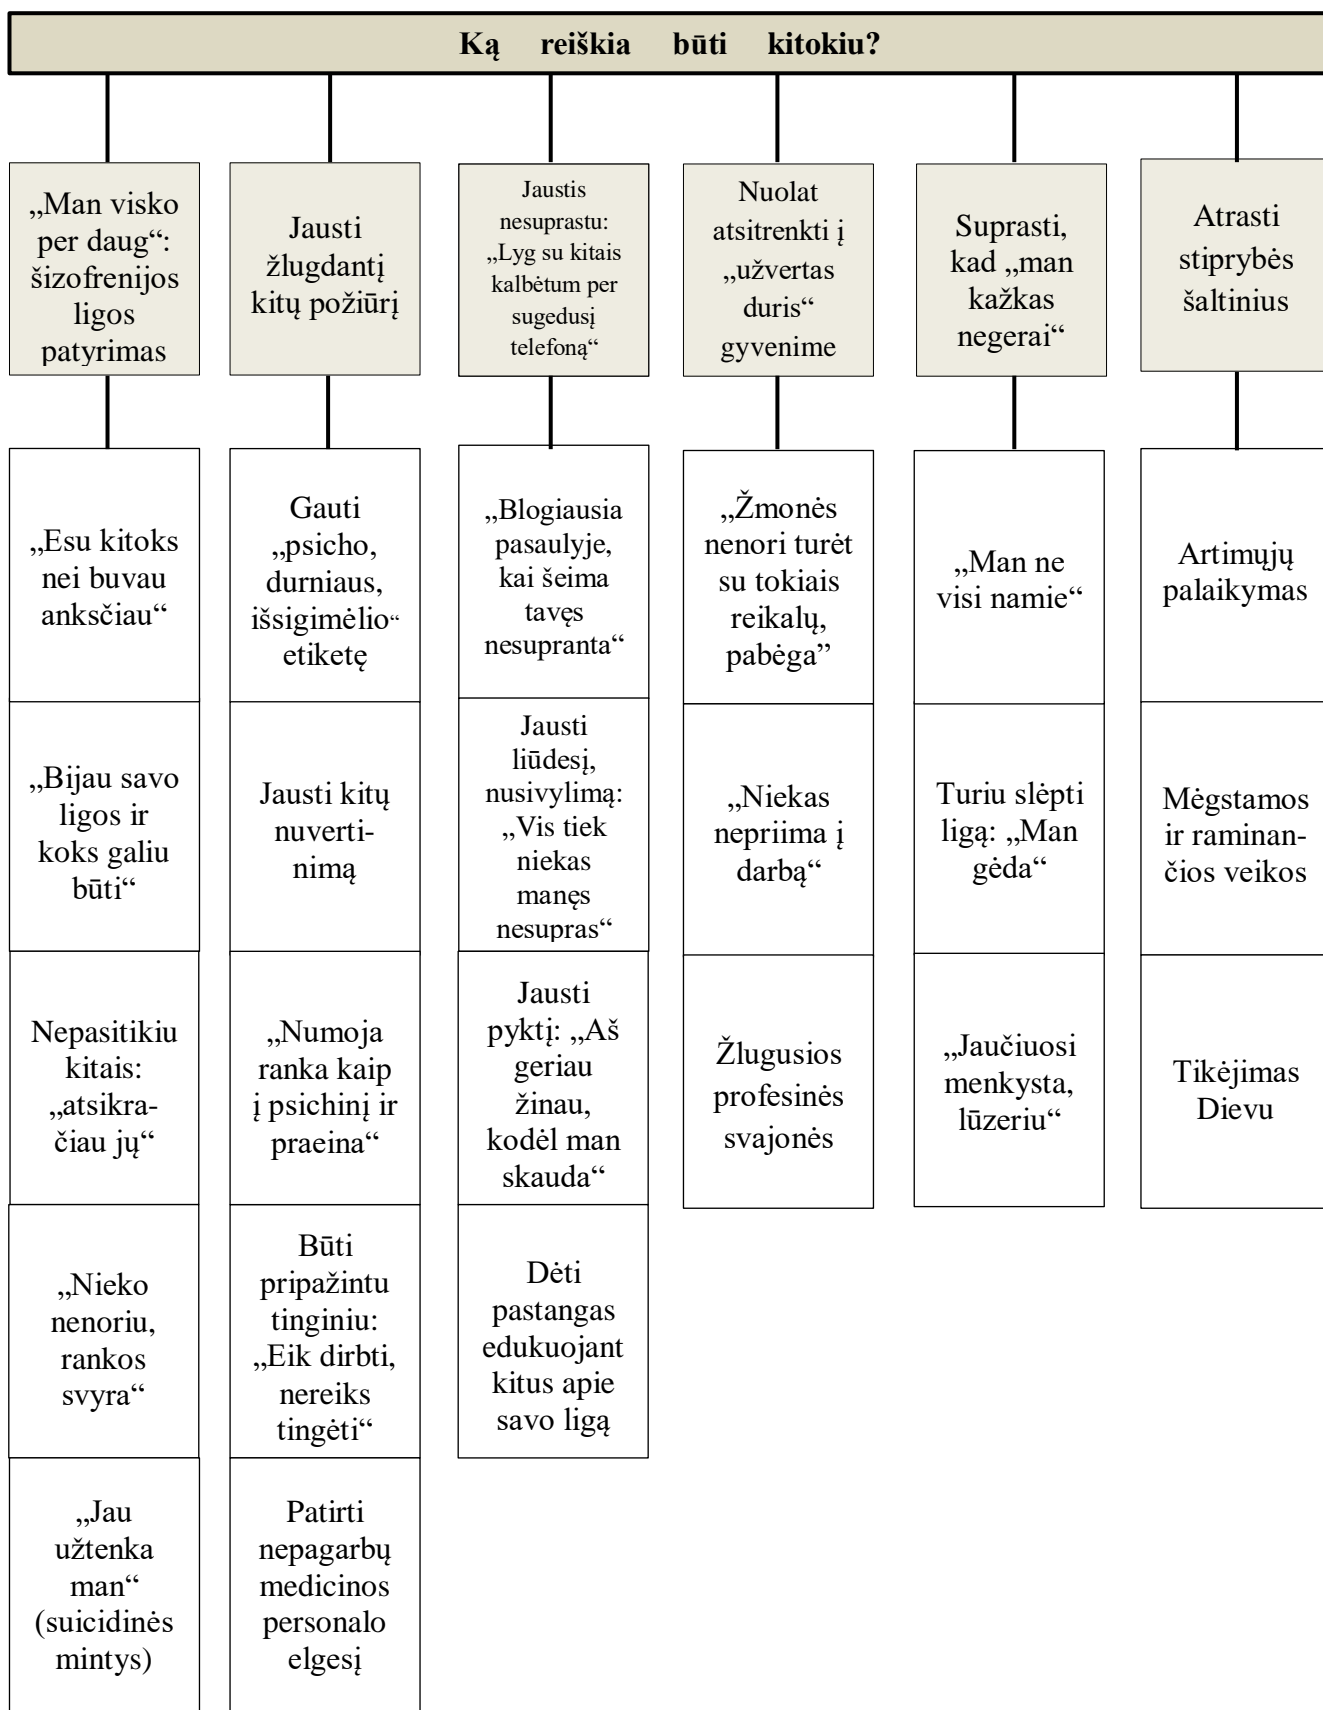 Ką reiškia būti kitokiu?
„Man visko
per daug“:
šizofrenijos
ligos
patyrimas
„Esu kitoks
nei buvau
anksčiau“
„Bijau savo
ligos ir
koks galiu
būti“
Nepasitikiu
kitais:
„atsikra-
čiau jų“
„Nieko
nenoriu,
rankos
svyra“
„Jau
užtenka
man“
(suicidinės
mintys)
Jausti
žlugdantį
kitų požiūrį
Gauti
„psicho,
durniaus,
išsigimėlio“
etiketę
Jausti kitų
nuverti-
nimą
„Numoja
ranka kaip
į psichinį ir
praeina“
Būti
pripažintu
tinginiu:
„Eik dirbti,
nereiks
tingėti“
Patirti
nepagarbų
medicinos
personalo
elgesį
Jaustis
nesuprastu:
„Lyg su kitais
kalbėtum per
sugedusį
telefoną“
„Blogiausia
pasaulyje,
kai šeima
tavęs
nesupranta“
Jausti
liūdesį,
nusivylimą:
„Vis tiek
niekas
manęs
nesupras“
Jausti
pyktį: „Aš
geriau
žinau,
kodėl man
skauda“
Dėti
pastangas
edukuojant
kitus apie
savo ligą
Nuolat
atsitrenkti į
„užvertas
duris“
gyvenime
„Žmonės
nenori turėt
su tokiais
reikalų,
pabėga”
„Niekas
nepriima į
darbą“
Žlugusios
profesinės
svajonės
Suprasti,
kad „man
kažkas
negerai“
„Man ne
visi namie“
Turiu slėpti
ligą: „Man
gėda“
„Jaučiuosi
menkysta,
lūzeriu“
Atrasti
stiprybės
šaltinius
Artimųjų
palaikymas
Mėgstamos
ir raminan-
čios veikos
Tikėjimas
Dievu